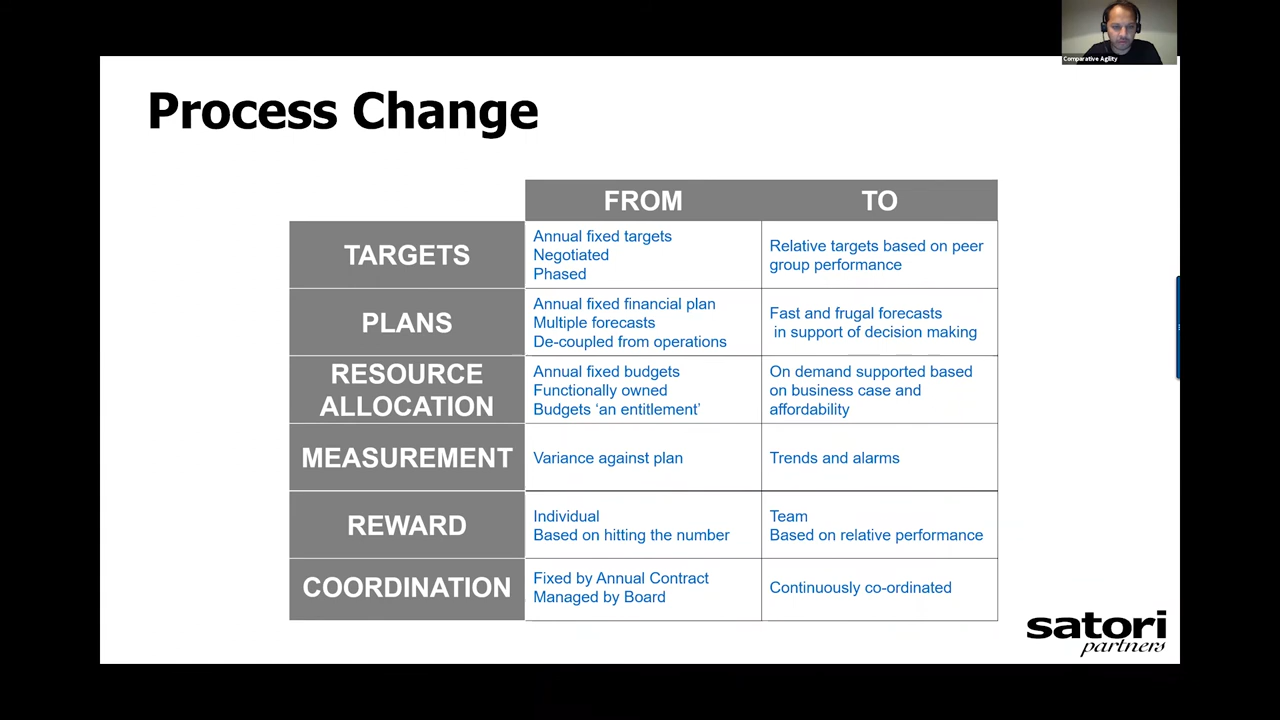 Comparative Agility
Process Change
FROM
TO
TARGETS
Annual fixed targets
Negotiated
Phased
Relative targets based on peer
group performance
PLANS
Annual fixed financial plan
Multiple forecasts
De-coupled from operations
Fast and frugal forecasts
in support of decision making
RESOURCE
ALLOCATION
Annual fixed budgets
Functionally owned
Budgets ‘an entitlement’
On demand supported based
on business case and
affordability
MEASUREMENT
Variance against plan
Trends and alarms
REWARD
Individual
Based on hitting the number
Team
Based on relative performance
COORDINATION
Fixed by Annual Contract
Managed by Board
Continuously co-ordinated
satori
partners